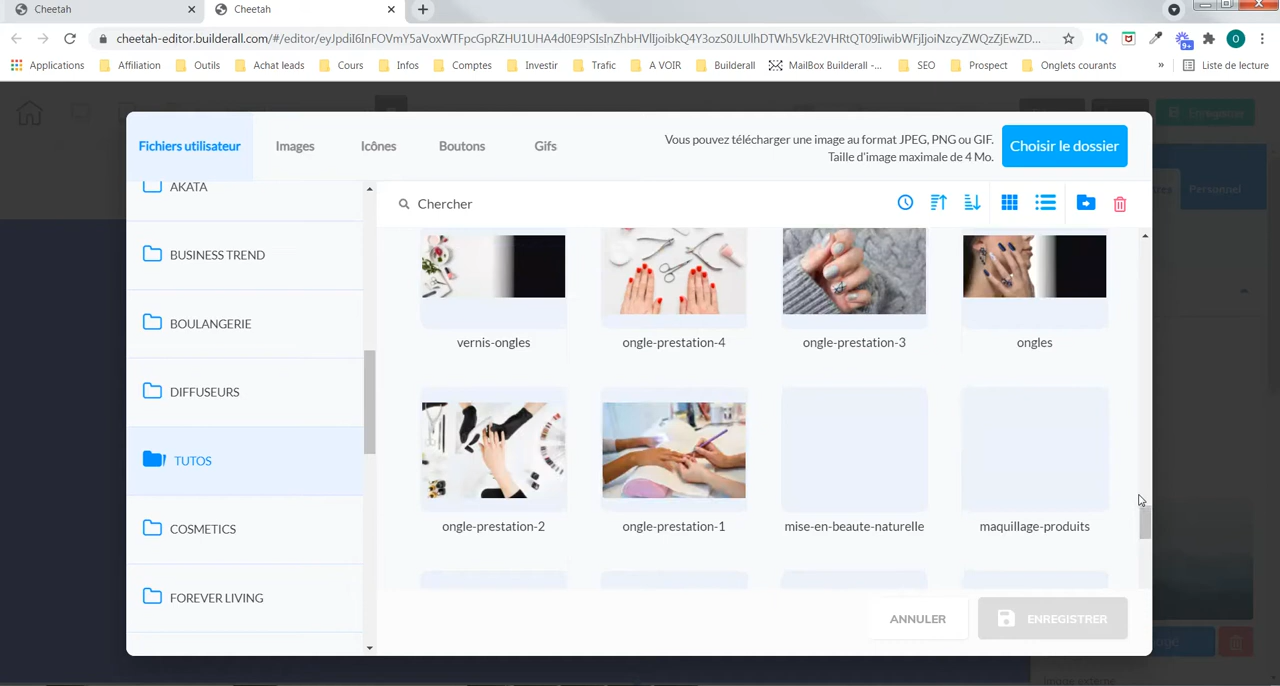 Cheetah
Cheetah
cheetah-editor.builderall.com/#/editor/eyJpdiI6InFOVmY5aVoxWTFpcGpRZHU1UHA4d0E9PSIsInZhbHVlIjoibkQ4Y3ozS0JLUlhDTWh5VkE2VHRtQT09IiwibWFjIjoiNzcyZWQzZjEwZD...
Applications
Affiliation
Outils
Achat leads
Cours
Infos
Comptes
Investir
Trafic
A VOIR
Builderall
MailBox Builderall -...
SEO
Prospect
Onglets courants
»
Liste de lecture
Fichiers utilisateur
Images
Icônes
Boutons
Gifs
Vous pouvez télécharger une image au format JPEG, PNG ou GIF.
Taille d'image maximale de 4 Mo.
Choisir le dossier
Personnel
AKATA
BUSINESS TREND
BOULANGERIE
DIFFUSEURS
TUTOS
COSMETICS
FOREVER LIVING
Chercher
vernis-ongles
ongle-prestation-4
ongle-prestation-3
ongles
ongle-prestation-2
ongle-prestation-1
mise-en-beaute-naturelle
maquillage-produits
ANNULER
ENREGISTRER
Image externe